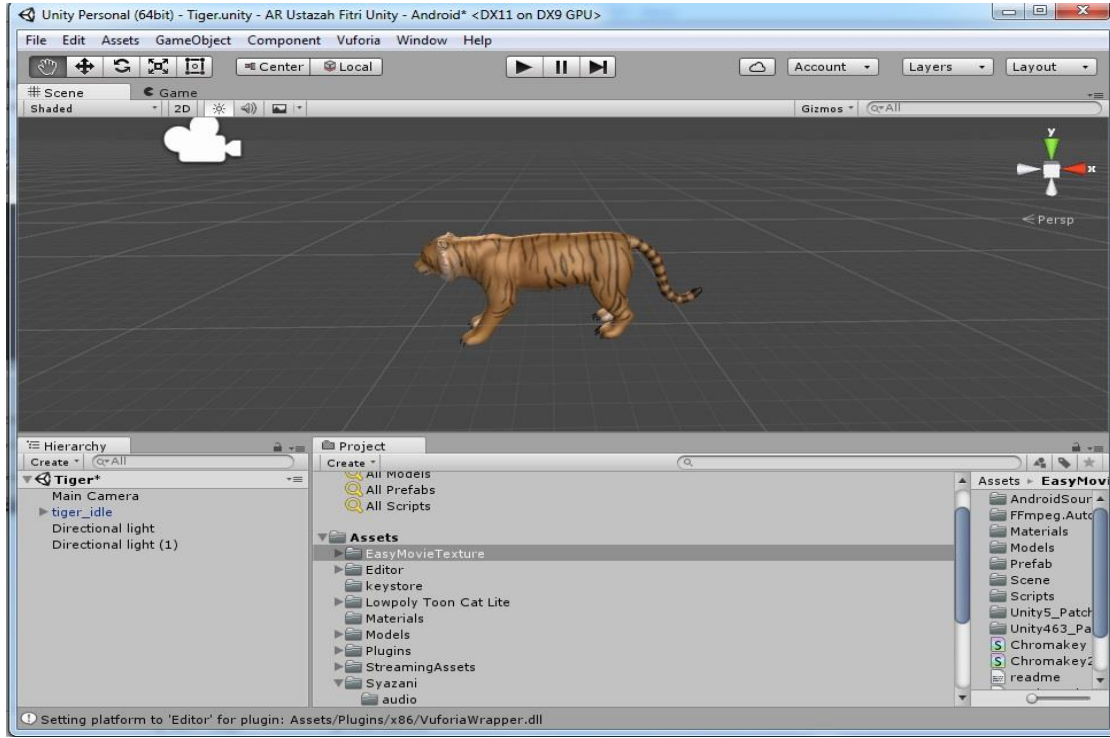 Unity Personal (64bit) - Tiger.unity - AR Ustazah Fitri Unity - Android* <DX11 on DX9 GPU>
File Edit Assets GameObject Component Vuforia Window Help
Center Local Account Layers Layout
Scene Game
Shaded 2D Gizmos All
y
x
Persp
Hierarchy
Create All
Tiger*
Main Camera
tiger_idle
Directional light
Directional light (1)
Project
Create
All Models
All Prefabs
All Scripts
Assets
EasyMovieTexture
Editor
keystore
Lowpoly Toon Cat Lite
Materials
Models
Plugins
StreamingAssets
Syazani
audio
Assets EasyMovi
AndroidSour
FFmpeg.Auto
Materials
Models
Prefab
Scene
Scripts
Unity5_Patch
Unity463_Pa
Chromakey
Chromakey2
readme
Setting platform to 'Editor' for plugin: Assets/Plugins/x86/VuforiaWrapper.dll